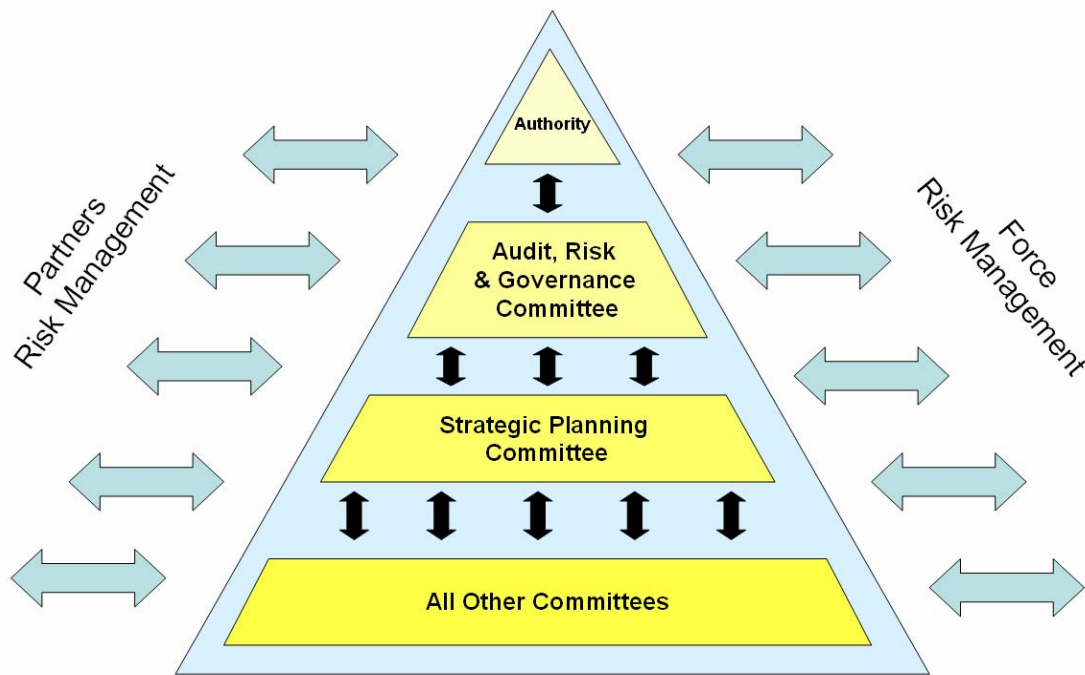 Authority
Partners
Risk Management
Force
Risk Management
Audit, Risk
& Governance
Committee
Strategic Planning
Committee
All Other Committees